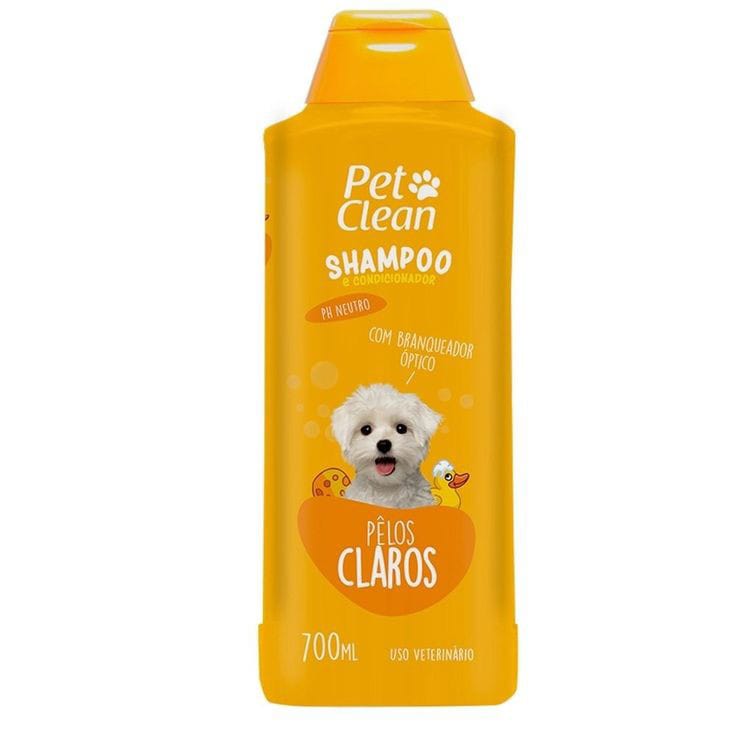 Pet
Clean
SHAMPOO
e CONDICIONADOR
PH NEUTRO
COM BRANQUEADOR
ÓPTICO
PÊLOS
CLAROS
700ML
USO VETERINÁRIO